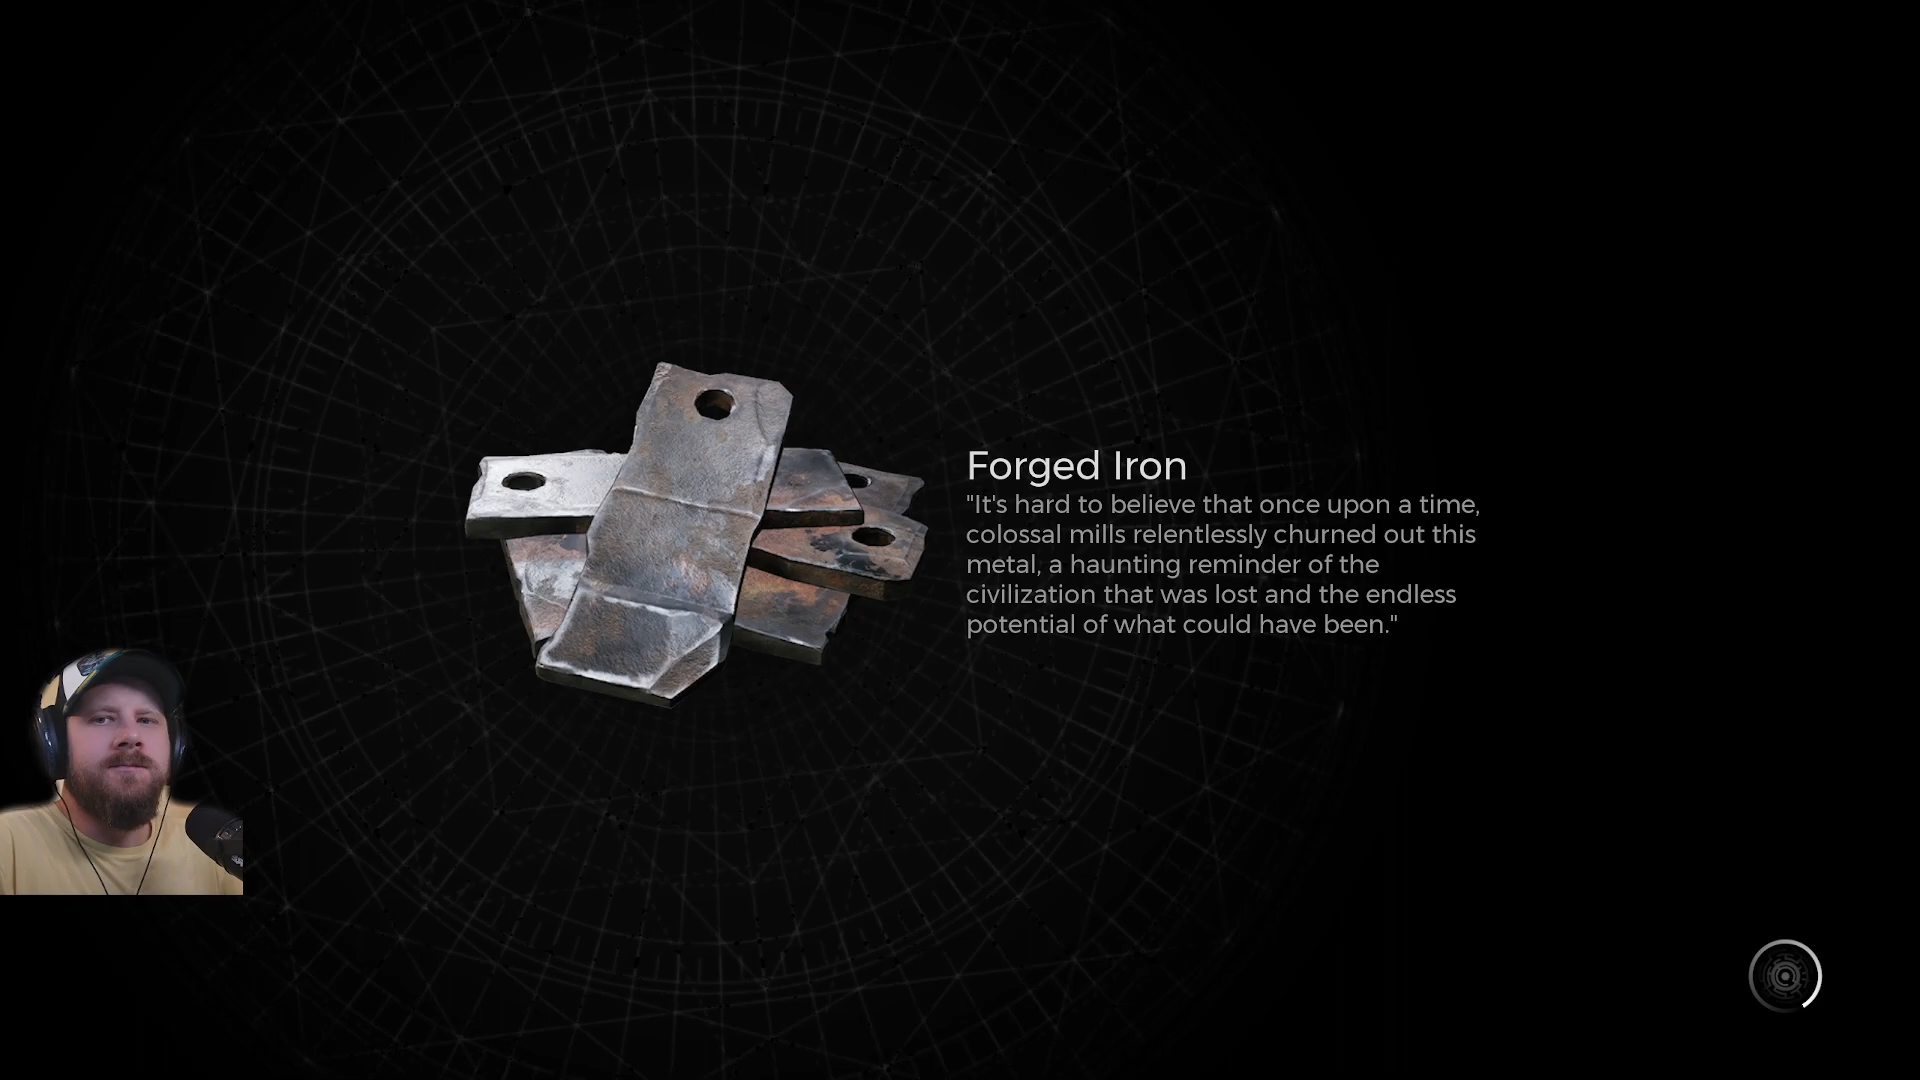 Forged Iron
"It's hard to believe that once upon a time,
colossal mills relentlessly churned out this
metal, a haunting reminder of the
civilization that was lost and the endless
potential of what could have been."